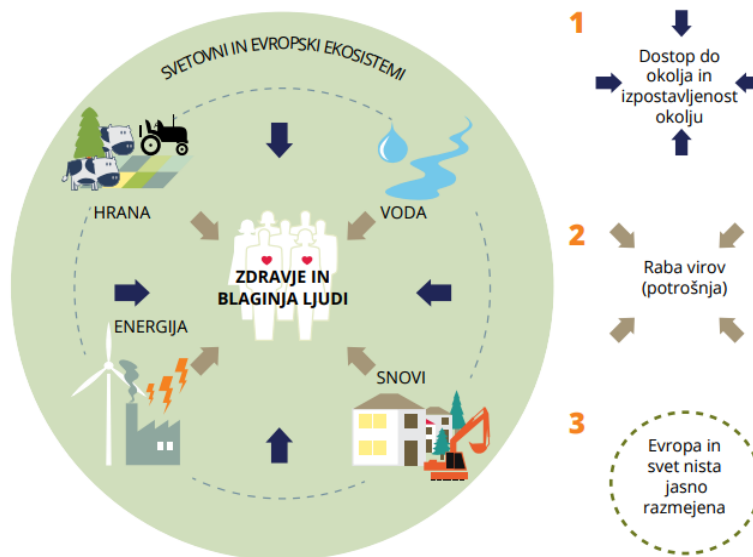 SVETOVNI IN EVROPSKI EKOSISTEMI
HRANA
VODA
ZDRAVJE IN
BLAGINJA LJUDI
ENERGIJA
SNOVI
1
Dostop do
okolja in
izpostavljenost
okolju
2
Raba virov
(potrošnja)
3
Evropa in
svet nista
jasno
razmejena